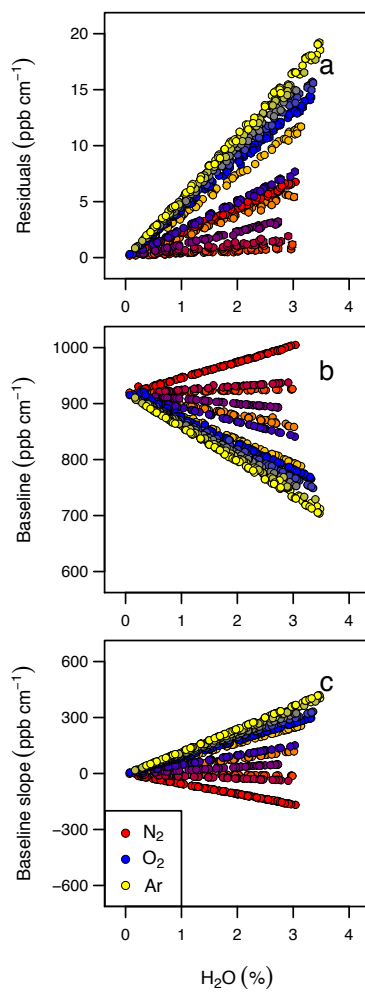 Residuals (ppb cm⁻¹)
20
15
10
5
0
a
0 1 2 3 4
Baseline (ppb cm⁻¹)
1000
900
800
700
600
b
0 1 2 3 4
Baseline slope (ppb cm⁻¹)
600
300
0
−300
−600
c
N₂
O₂
Ar
0 1 2 3 4
H₂O (%)